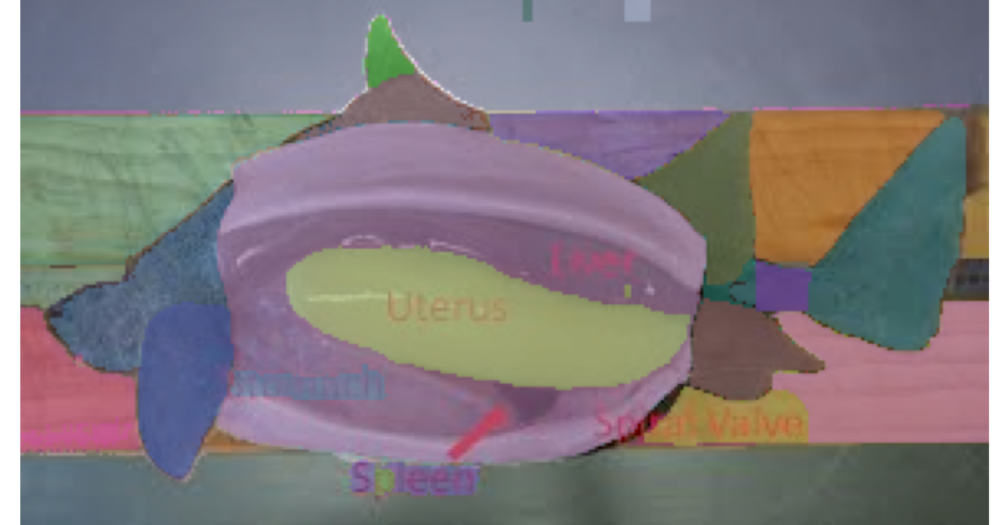 Liver
Uterus
Stomach
Spiral Valve
Spleen